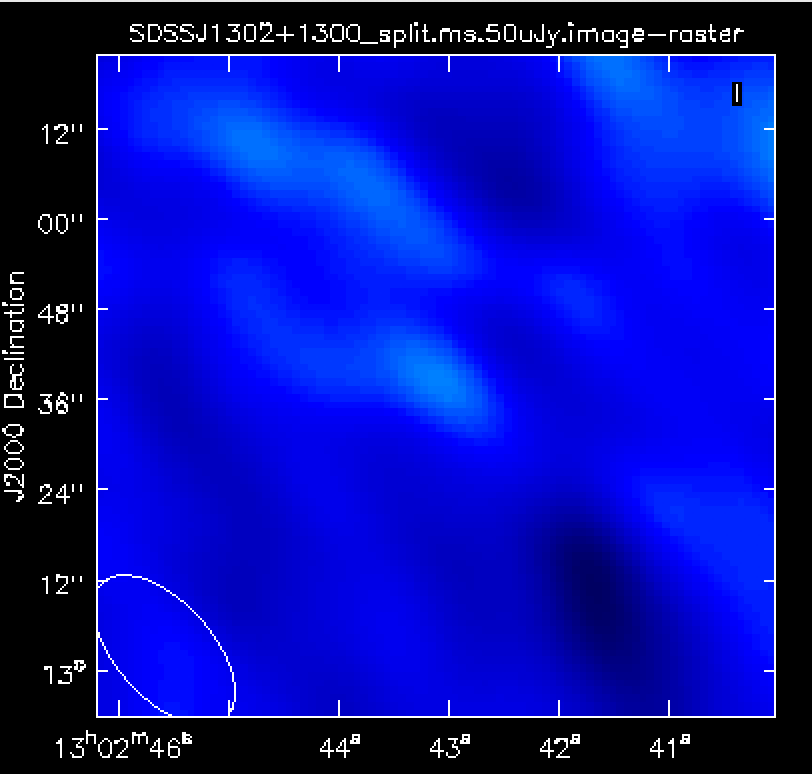 SDSSJ1302+1300_split.ms.50uJy.image-raster
I
12''
00''
48''
36''
24''
12''
13°
J2000 Declination
13ʰ02ᵐ46ˢ 44ˢ 43ˢ 42ˢ 41ˢ